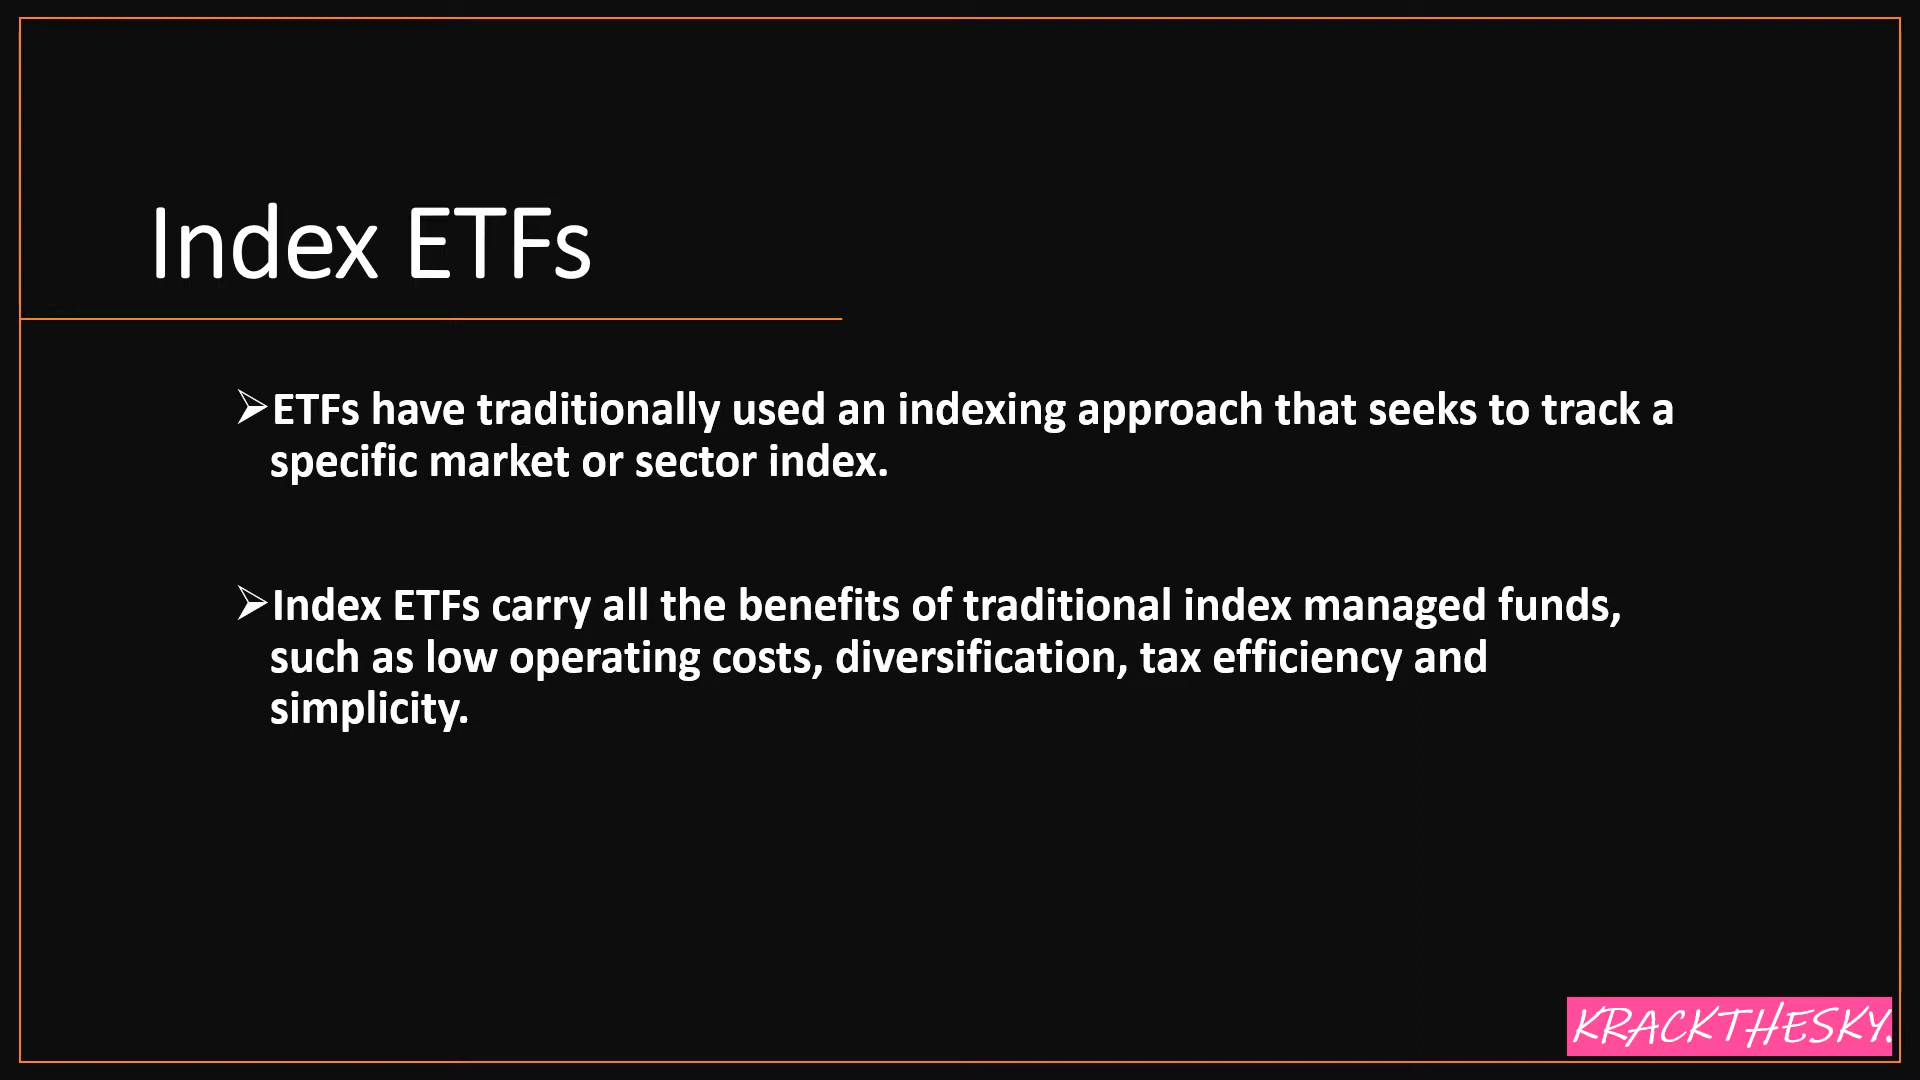 Index ETFs
➢ETFs have traditionally used an indexing approach that seeks to track a
specific market or sector index.
➢Index ETFs carry all the benefits of traditional index managed funds,
such as low operating costs, diversification, tax efficiency and
simplicity.
KRACKTHESKY.